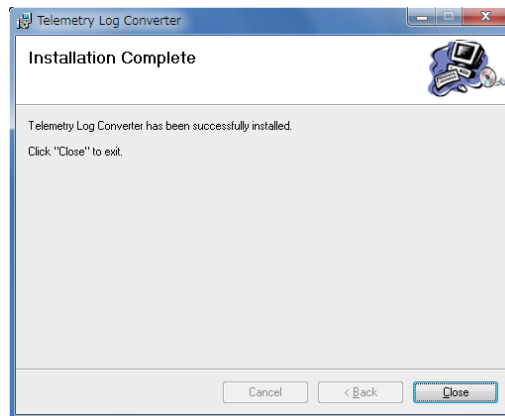 Telemetry Log Converter
Installation Complete
Telemetry Log Converter has been successfully installed.
Click "Close" to exit.
Cancel
< Back
Close